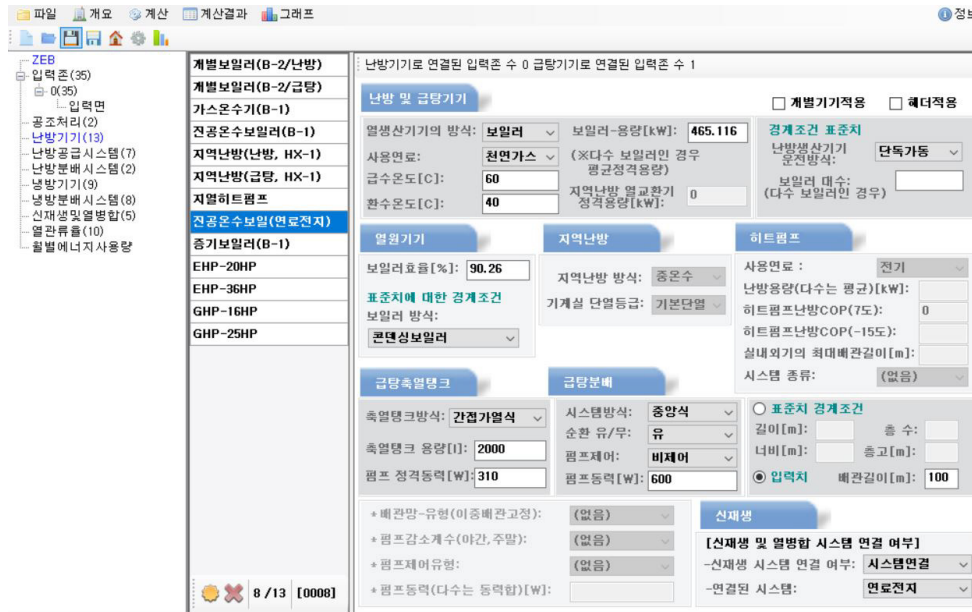 파일 개요 계산 계산결과 그래프 정보
ZEB
입력존(35)
0(35)
입력면
공조처리(2)
난방기기(13)
난방공급시스템(7)
난방분배시스템(2)
냉방기기(9)
냉방분배시스템(8)
신재생및열병합(5)
열관류율(10)
월별에너지사용량
개별보일러(B-2/난방)
개별보일러(B-2/급탕)
가스온수기(B-1)
진공온수보일러(B-1)
지역난방(난방, HX-1)
지역난방(급탕, HX-1)
지열히트펌프
진공온수보일(연료전지)
증기보일러(B-1)
EHP-20HP
EHP-36HP
GHP-16HP
GHP-25HP
8 /13 [0008]
난방기기로 연결된 입력존 수 0 급탕기기로 연결된 입력존 수 1
난방 및 급탕기기
개별기기적용 헤더적용
열생산기기의 방식: 보일러
사용연료: 천연가스
급수온도[C]: 60
환수온도[C]: 40
보일러-용량[kW]: 465.116
(※다수 보일러인 경우
평균정격용량)
지역난방 열교환기
정격용량[kW]: 0
경계조건 표준치
난방생산기기
운전방식: 단독가동
보일러 대수:
(다수 보일러인 경우)
열원기기
보일러효율[%]: 90.26
표준치에 대한 경계조건
보일러 방식:
콘덴싱보일러
지역난방
지역난방 방식: 중온수
기계실 단열등급: 기본단열
히트펌프
사용연료 : 전기
난방용량(다수는 평균)[kW]:
히트펌프난방COP(7도): 0
히트펌프난방COP(-15도):
실내외기의 최대배관길이[m]:
시스템 종류: (없음)
급탕축열탱크
축열탱크방식: 간접가열식
축열탱크 용량[l]: 2000
펌프 정격동력[W]: 310
급탕분배
시스템방식: 중앙식
순환 유/무: 유
펌프제어: 비제어
펌프동력[W]: 600
표준치 경계조건
길이[m]: 층 수:
너비[m]: 층고[m]:
입력치 배관길이[m]: 100
*배관망-유형(이중배관고정): (없음)
*펌프감소계수(야간,주말): (없음)
*펌프제어유형: (없음)
*펌프동력(다수는 동력합)[W]:
신재생
[신재생 및 열병합 시스템 연결 여부]
-신재생 시스템 연결 여부: 시스템연결
-연결된 시스템: 연료전지